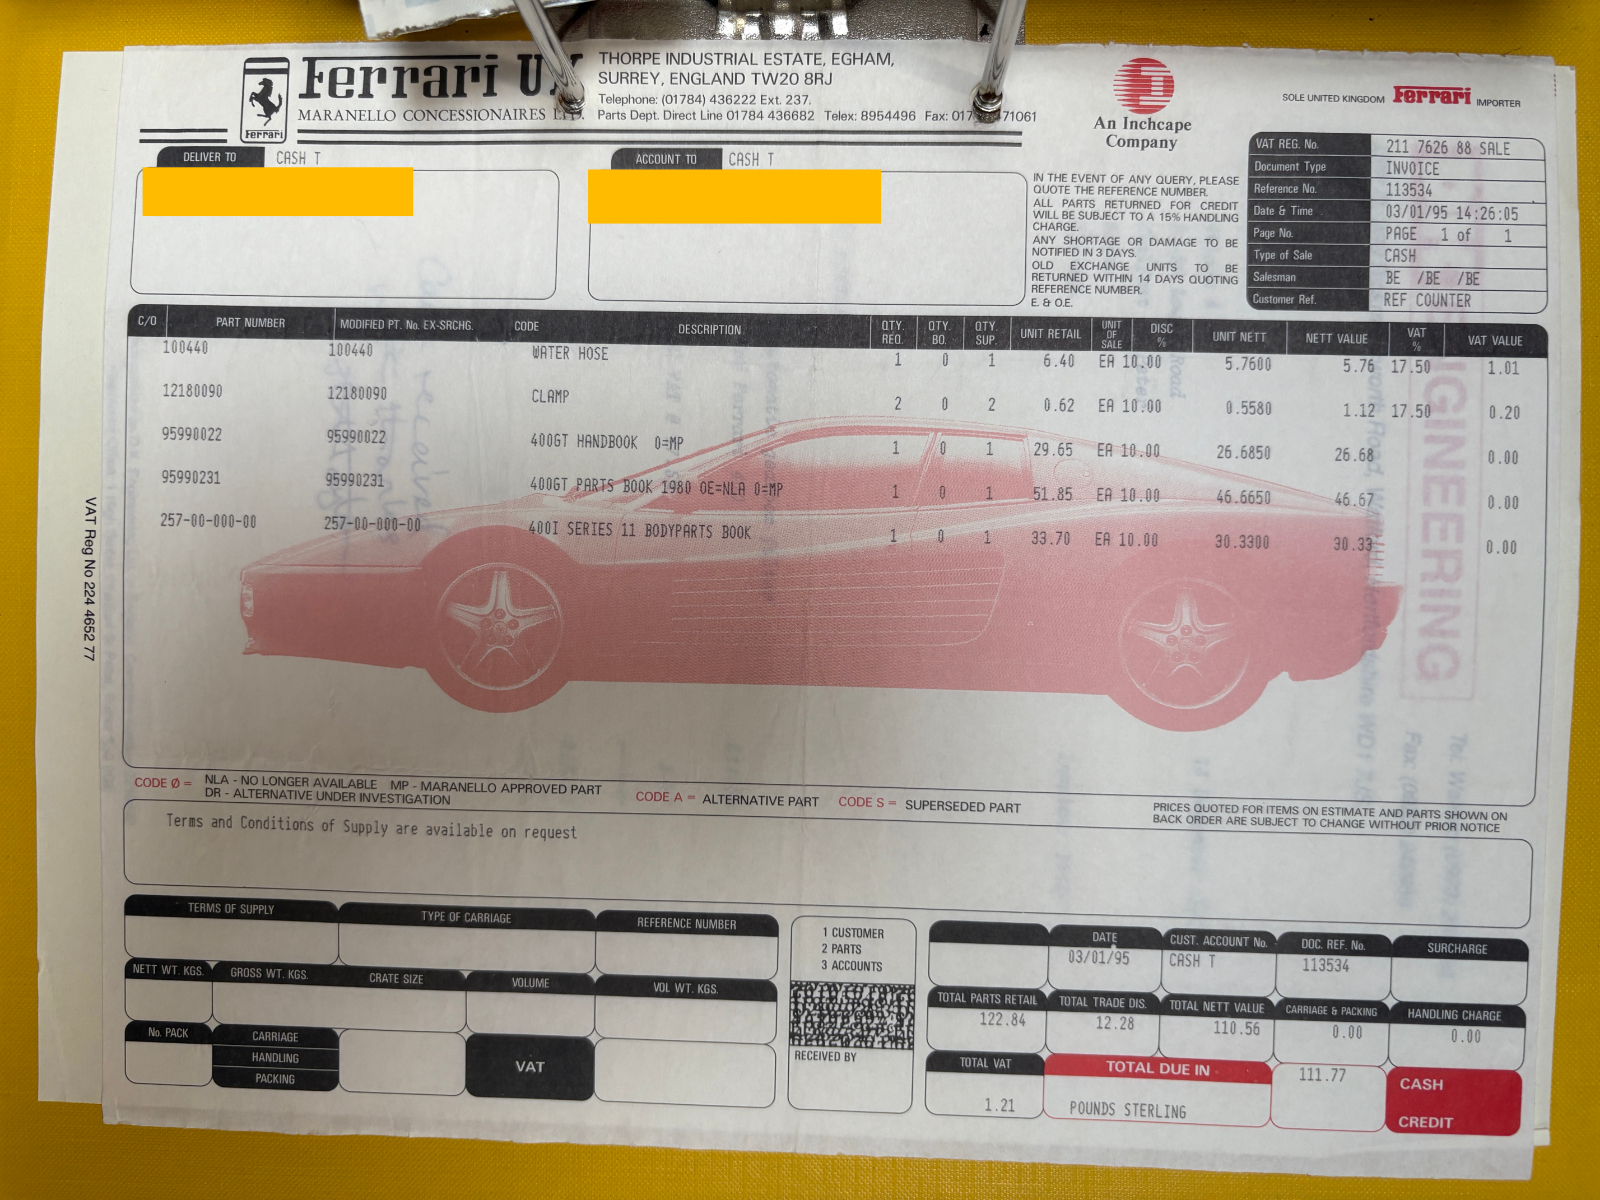 Ferrari
Ferrari U
MARANELLO CONCESSIONAIRES
THORPE INDUSTRIAL ESTATE, EGHAM,
SURREY, ENGLAND TW20 8RJ
Telephone: (01784) 436222 Ext. 237.
Parts Dept. Direct Line 01784 436682 Telex: 8954496 Fax: 71061
An Inchcape
Company
SOLE UNITED KINGDOM Ferrari IMPORTER
DELIVER TO CASH T
ACCOUNT TO CASH T
IN THE EVENT OF ANY QUERY, PLEASE
QUOTE THE REFERENCE NUMBER.
ALL PARTS RETURNED FOR CREDIT
WILL BE SUBJECT TO A 15% HANDLING
CHARGE.
ANY SHORTAGE OR DAMAGE TO BE
NOTIFIED IN 3 DAYS.
OLD EXCHANGE UNITS TO BE
RETURNED WITHIN 14 DAYS QUOTING
REFERENCE NUMBER.
E. & O.E.
VAT REG. No. 211 7626 88 SALE
Document Type INVOICE
Reference No. 113534
Date & Time 03/01/95 14:26:05
Page No. PAGE 1 of 1
Type of Sale CASH
Salesman BE /BE /BE
Customer Ref. REF COUNTER
C/O PART NUMBER MODIFIED PT. No. EX-SRCHG. CODE DESCRIPTION QTY. REQ. QTY. BO. QTY. SUP. UNIT RETAIL UNIT OF SALE DISC % UNIT NETT NETT VALUE VAT % VAT VALUE
100440 100440 WATER HOSE 1 0 1 6.40 EA 10.00 5.7600 5.76 17.50 1.01
12180090 12180090 CLAMP 2 0 2 0.62 EA 10.00 0.5580 1.12 17.50 0.20
95990022 95990022 400GT HANDBOOK 0=MP 1 0 1 29.65 EA 10.00 26.6850 26.68 0.00
95990231 95990231 400GT PARTS BOOK 1980 0E=NLA 0=MP 1 0 1 51.85 EA 10.00 46.6650 46.67 0.00
257-00-000-00 257-00-000-00 400I SERIES 11 BODYPARTS BOOK 1 0 1 33.70 EA 10.00 30.3300 30.33 0.00
VAT Reg No 224 4652 77
CODE Ø = NLA - NO LONGER AVAILABLE MP - MARANELLO APPROVED PART
DR - ALTERNATIVE UNDER INVESTIGATION
CODE A = ALTERNATIVE PART CODE S = SUPERSEDED PART
PRICES QUOTED FOR ITEMS ON ESTIMATE AND PARTS SHOWN ON
BACK ORDER ARE SUBJECT TO CHANGE WITHOUT PRIOR NOTICE
Terms and Conditions of Supply are available on request
TERMS OF SUPPLY TYPE OF CARRIAGE REFERENCE NUMBER
NETT WT. KGS. GROSS WT. KGS. CRATE SIZE VOLUME VOL WT. KGS.
No. PACK CARRIAGE
HANDLING
PACKING
VAT
1 CUSTOMER
2 PARTS
3 ACCOUNTS
RECEIVED BY
DATE CUST. ACCOUNT No. DOC. REF. No. SURCHARGE
03/01/95 CASH T 113534
TOTAL PARTS RETAIL TOTAL TRADE DIS. TOTAL NETT VALUE CARRIAGE & PACKING HANDLING CHARGE
122.84 12.28 110.56 0.00 0.00
TOTAL VAT TOTAL DUE IN 111.77 CASH
1.21 POUNDS STERLING CREDIT